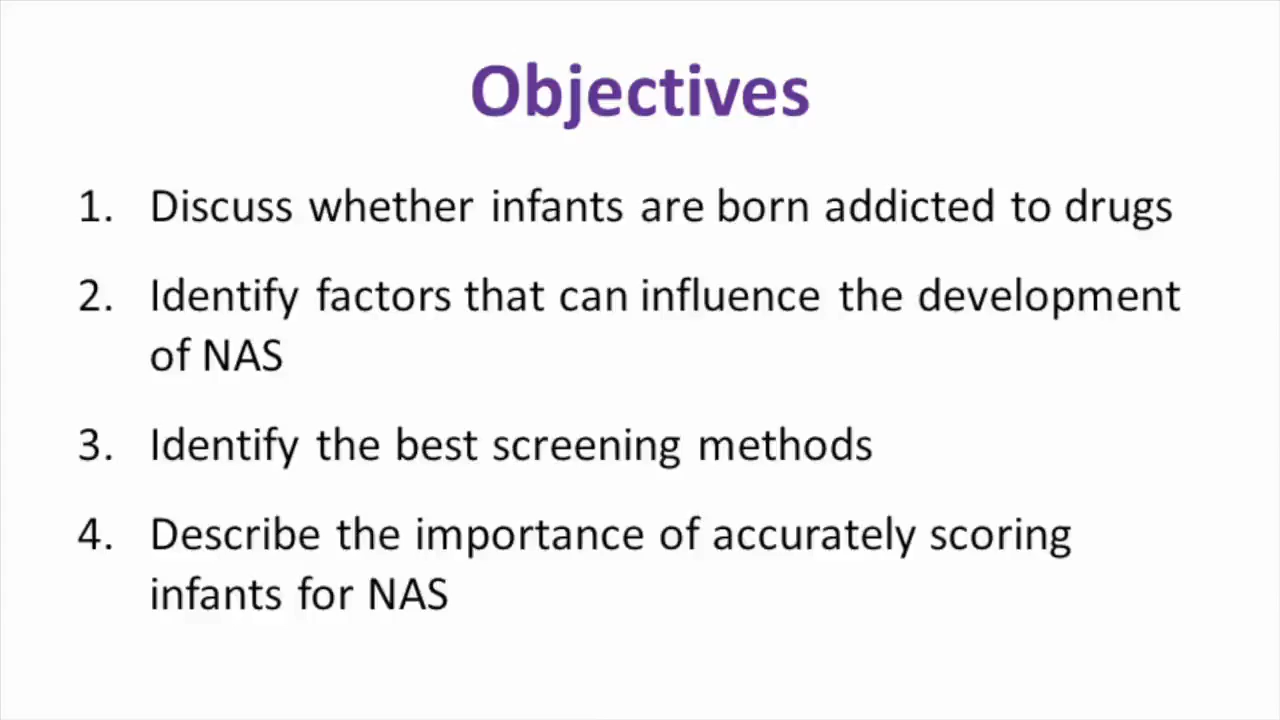 Objectives
1. Discuss whether infants are born addicted to drugs
2. Identify factors that can influence the development
of NAS
3. Identify the best screening methods
4. Describe the importance of accurately scoring
infants for NAS